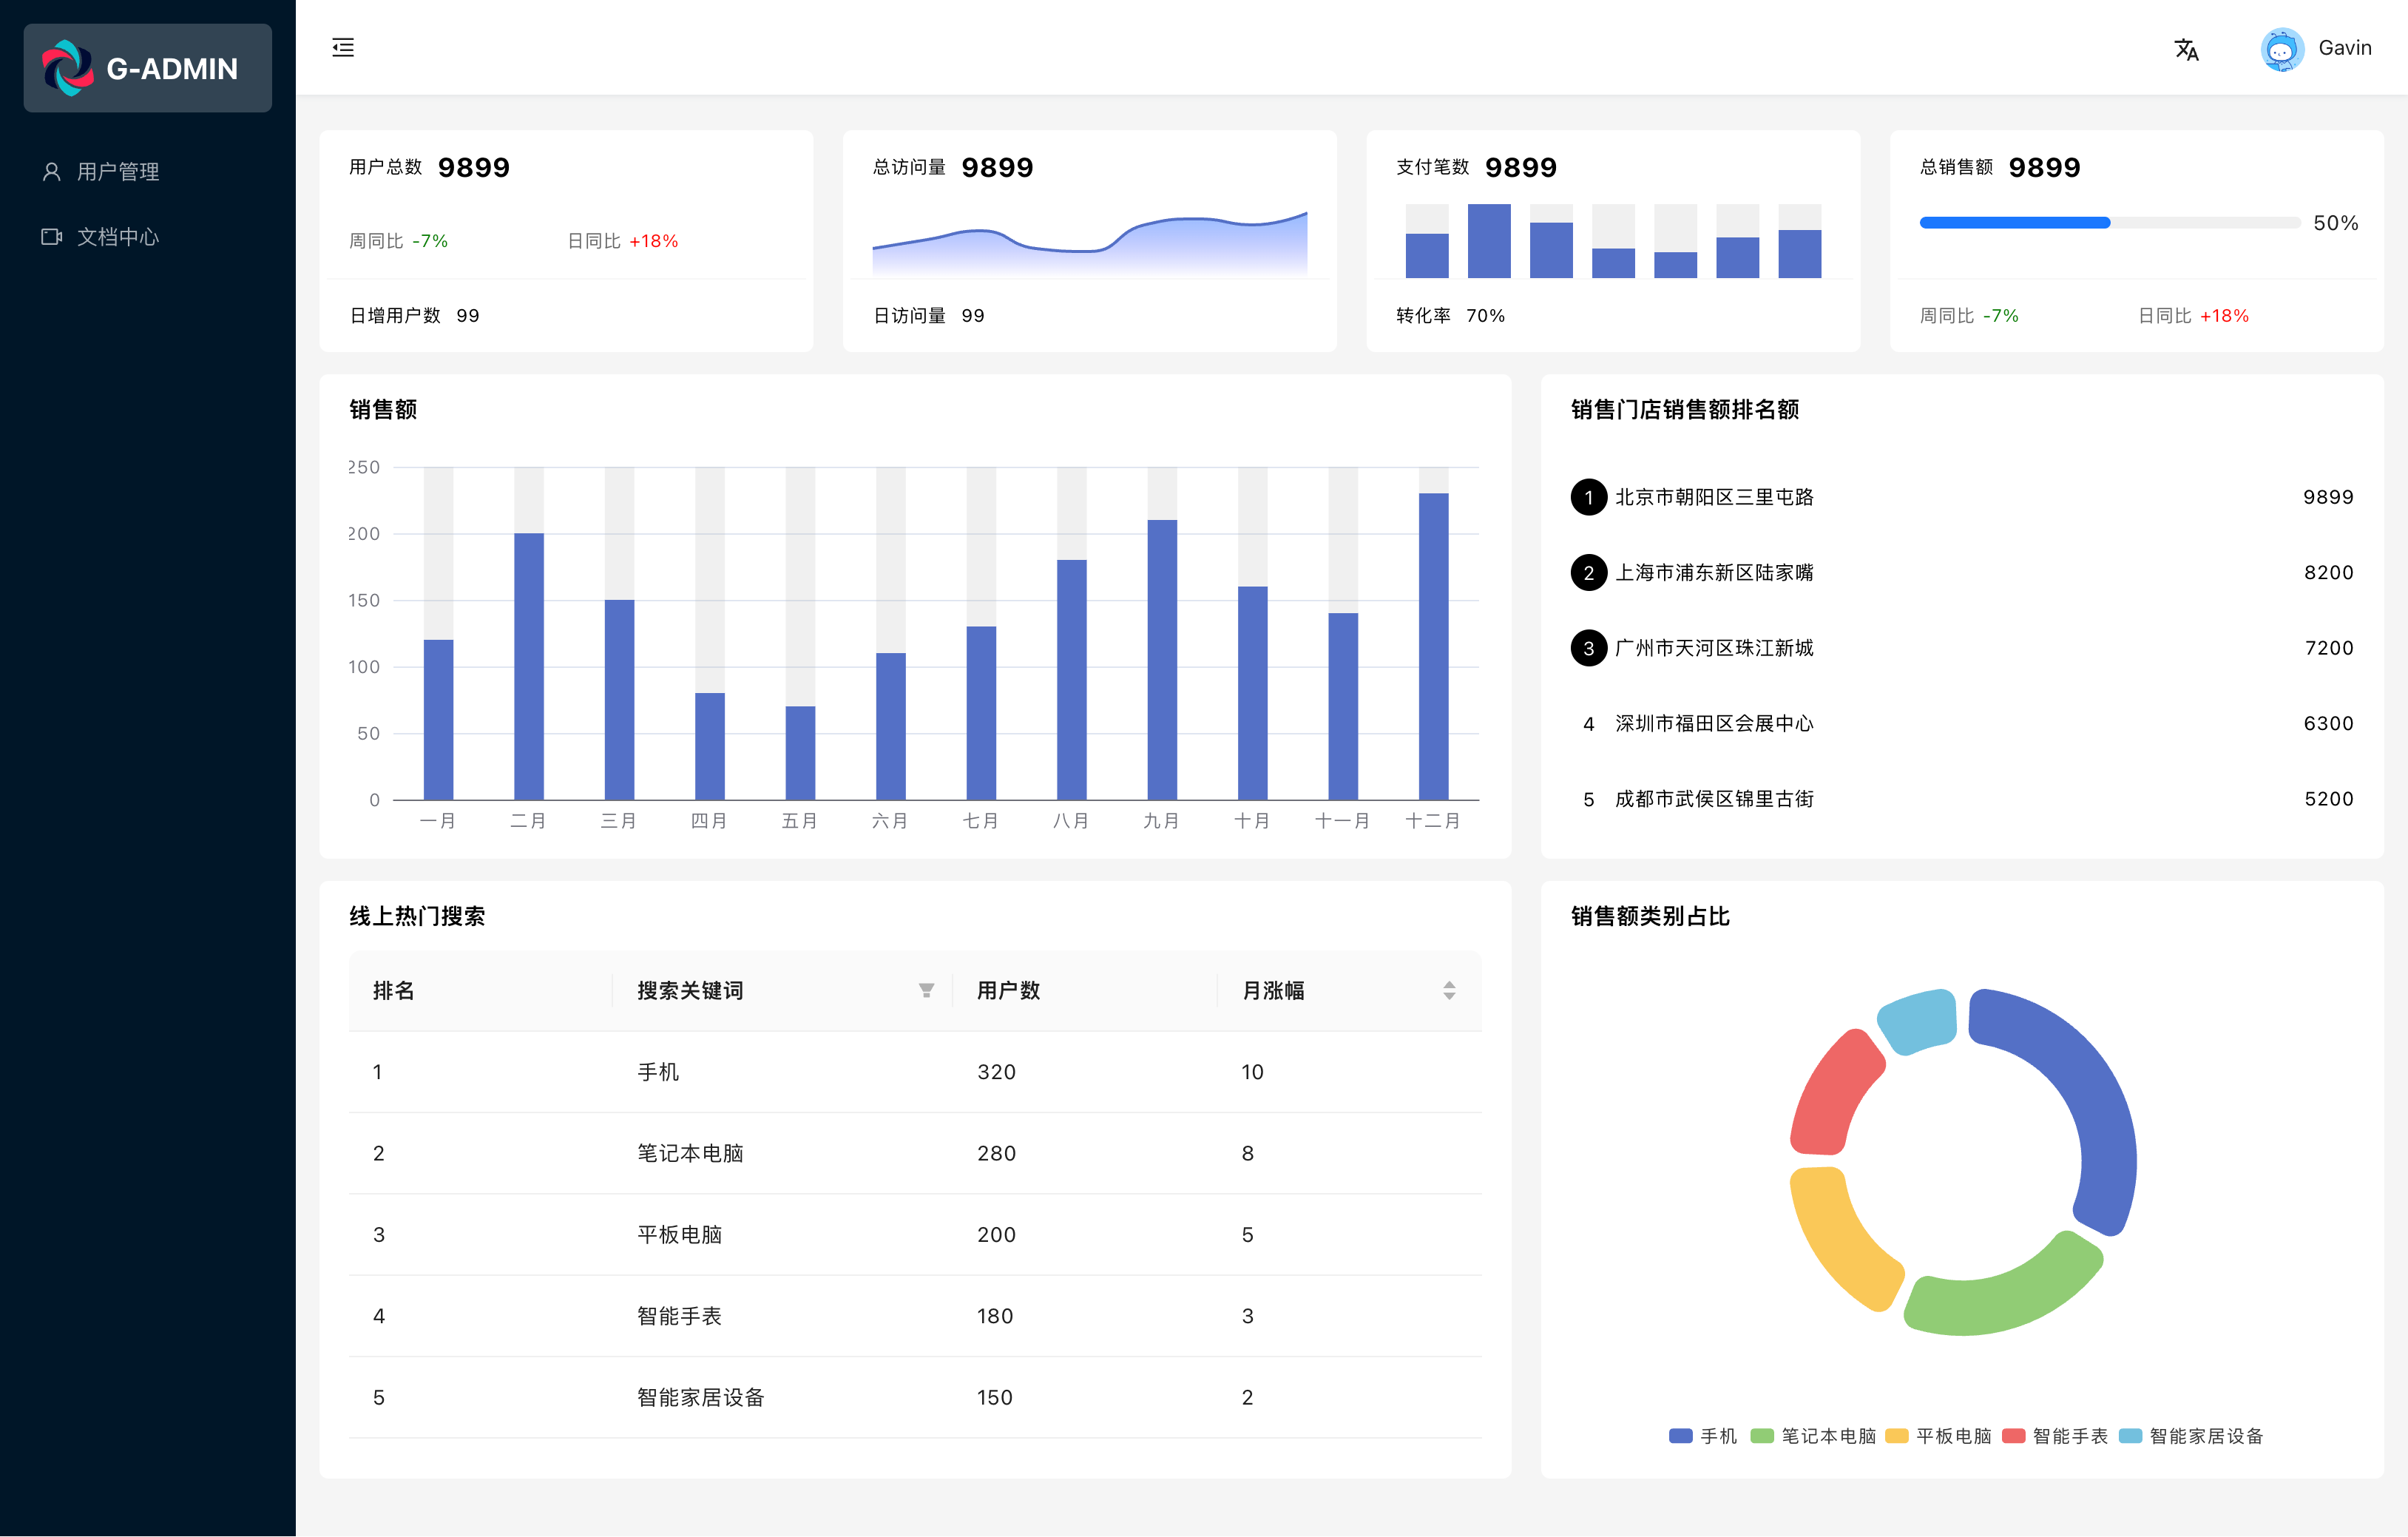 G-ADMIN
用户管理
文档中心
Gavin
用户总数 9899
周同比 -7% 日同比 +18%
日增用户数 99
总访问量 9899
日访问量 99
支付笔数 9899
转化率 70%
总销售额 9899
50%
周同比 -7% 日同比 +18%
销售额
250
200
150
100
50
0
一月 二月 三月 四月 五月 六月 七月 八月 九月 十月 十一月 十二月
销售门店销售额排名额
1 北京市朝阳区三里屯路 9899
2 上海市浦东新区陆家嘴 8200
3 广州市天河区珠江新城 7200
4 深圳市福田区会展中心 6300
5 成都市武侯区锦里古街 5200
线上热门搜索
排名 搜索关键词 用户数 月涨幅
1 手机 320 10
2 笔记本电脑 280 8
3 平板电脑 200 5
4 智能手表 180 3
5 智能家居设备 150 2
销售额类别占比
手机 笔记本电脑 平板电脑 智能手表 智能家居设备